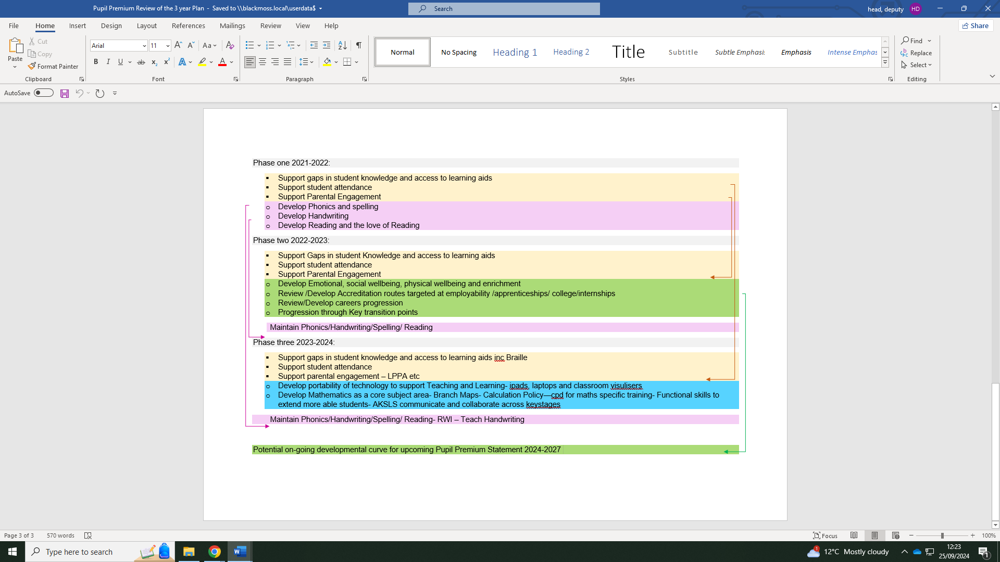 Pupil Premium Review of the 3 year Plan - Saved to \\blackmoss.local\userdata$
Search
head, deputy HD
File Home Insert Design Layout References Mailings Review View Help
Share
Paste
Cut
Copy
Format Painter
Clipboard
Arial 11
Aa
Font
Paragraph
Normal
No Spacing
Heading 1
Heading 2
Title
Subtitle
Subtle Emphasis
Emphasis
Intense Emphas
Styles
Find
Replace
Select
Editing
AutoSave
Phase one 2021-2022:
▪ Support gaps in student knowledge and access to learning aids
▪ Support student attendance
▪ Support Parental Engagement
o Develop Phonics and spelling
o Develop Handwriting
o Develop Reading and the love of Reading
Phase two 2022-2023:
▪ Support Gaps in student Knowledge and access to learning aids
▪ Support student attendance
▪ Support Parental Engagement
o Develop Emotional, social wellbeing, physical wellbeing and enrichment
o Review /Develop Accreditation routes targeted at employability /apprenticeships/ college/internships
o Review/Develop careers progression
o Progression through Key transition points
Maintain Phonics/Handwriting/Spelling/ Reading
Phase three 2023-2024:
▪ Support gaps in student knowledge and access to learning aids inc Braille
▪ Support student attendance
▪ Support parental engagement – LPPA etc
o Develop portability of technology to support Teaching and Learning- ipads, laptops and classroom visulisers
o Develop Mathematics as a core subject area- Branch Maps- Calculation Policy—cpd for maths specific training- Functional skills to
extend more able students- AKSLS communicate and collaborate across keystages
Maintain Phonics/Handwriting/Spelling/ Reading- RWI – Teach Handwriting
Potential on-going developmental curve for upcoming Pupil Premium Statement 2024-2027
Page 3 of 3 570 words
Focus
100%
Type here to search
1 12°C Mostly cloudy
12:23
25/09/2024
1